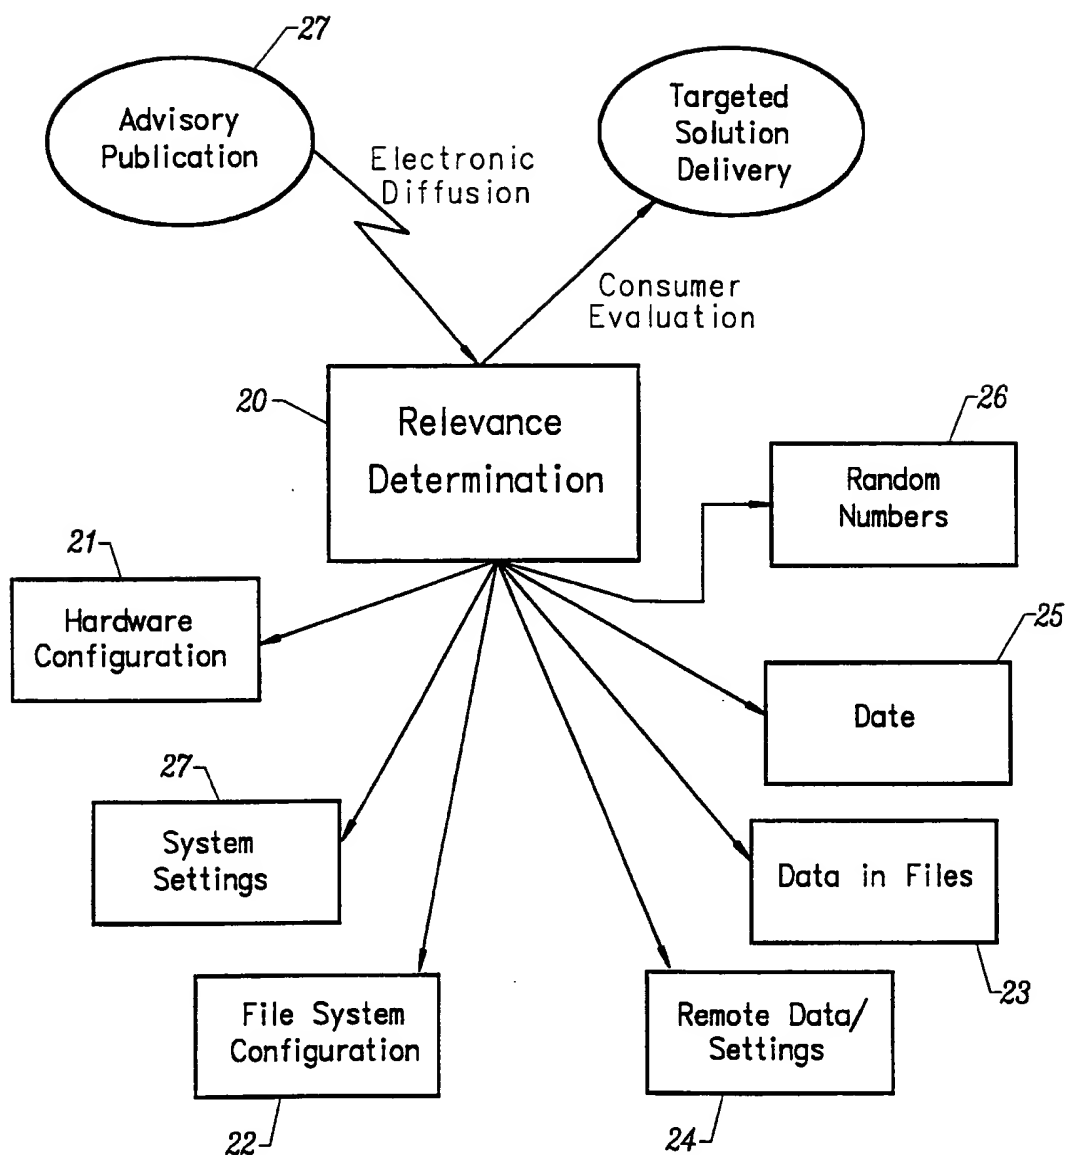 27
Advisory
Publication
Targeted
Solution
Delivery
Electronic
Diffusion
Consumer
Evaluation
20
Relevance
Determination
26
Random
Numbers
21
Hardware
Configuration
25
Date
27
System
Settings
Data in Files
23
File System
Configuration
22
Remote Data/
Settings
24